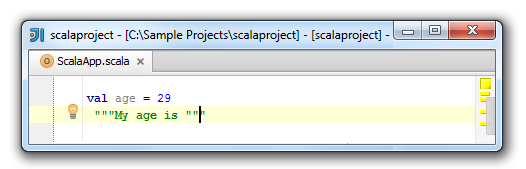 scalaproject - [C:\Sample Projects\scalaproject] - [scalaproject] -
ScalaApp.scala
val age = 29
"""My age is """